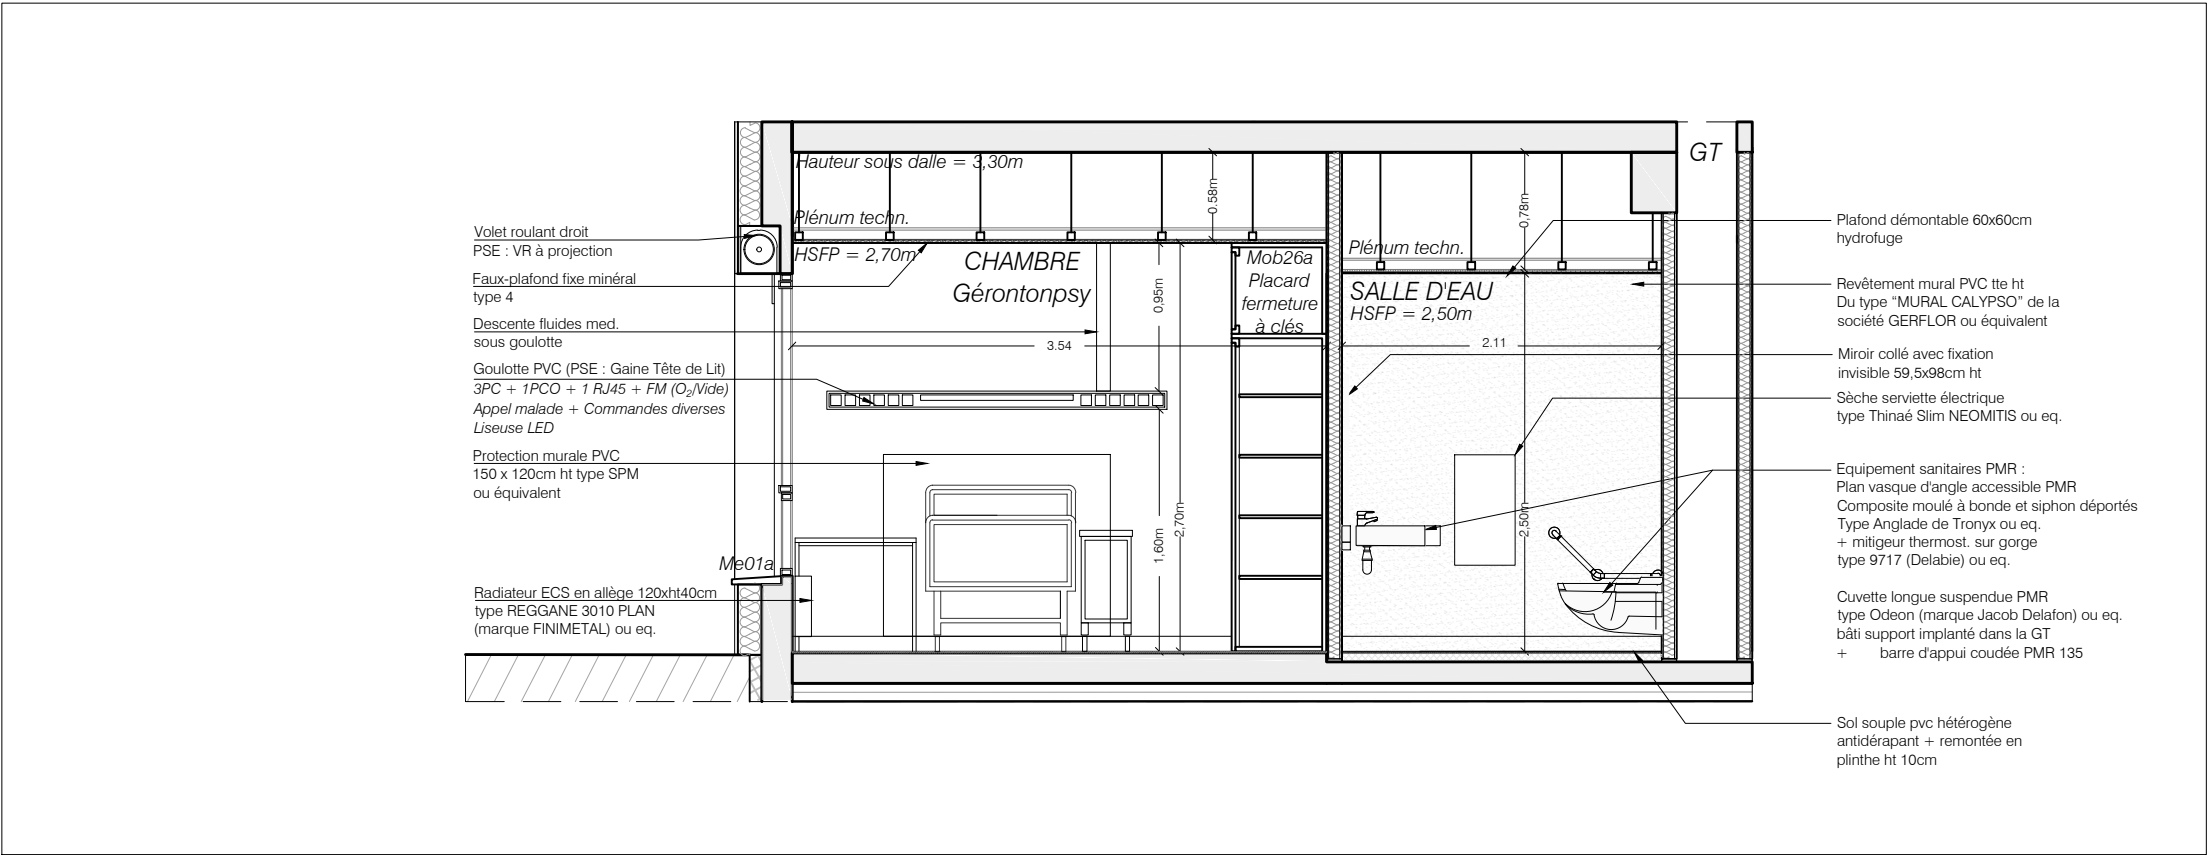 Hauteur sous dalle = 3,30m
GT
Plénum techn.
HSFP = 2,70m
0.58m
0,78m
CHAMBRE
Gérontonpsy
Mob26a
Placard
fermeture
à clés
Plénum techn.
SALLE D'EAU
HSFP = 2,50m
0,95m
3.54
2.11
1,60m
2,70m
2,50m
Me01a
Volet roulant droit
PSE : VR à projection
Faux-plafond fixe minéral
type 4
Descente fluides med.
sous goulotte
Goulotte PVC (PSE : Gaine Tête de Lit)
3PC + 1PCO + 1 RJ45 + FM (O₂/Vide)
Appel malade + Commandes diverses
Liseuse LED
Protection murale PVC
150 x 120cm ht type SPM
ou équivalent
Radiateur ECS en allège 120xht40cm
type REGGANE 3010 PLAN
(marque FINIMETAL) ou eq.
Plafond démontable 60x60cm
hydrofuge
Revêtement mural PVC tte ht
Du type “MURAL CALYPSO” de la
société GERFLOR ou équivalent
Miroir collé avec fixation
invisible 59,5x98cm ht
Sèche serviette électrique
type Thinaé Slim NEOMITIS ou eq.
Equipement sanitaires PMR :
Plan vasque d'angle accessible PMR
Composite moulé à bonde et siphon déportés
Type Anglade de Tronyx ou eq.
+ mitigeur thermost. sur gorge
type 9717 (Delabie) ou eq.
Cuvette longue suspendue PMR
type Odeon (marque Jacob Delafon) ou eq.
bâti support implanté dans la GT
+ barre d'appui coudée PMR 135
Sol souple pvc hétérogène
antidérapant + remontée en
plinthe ht 10cm